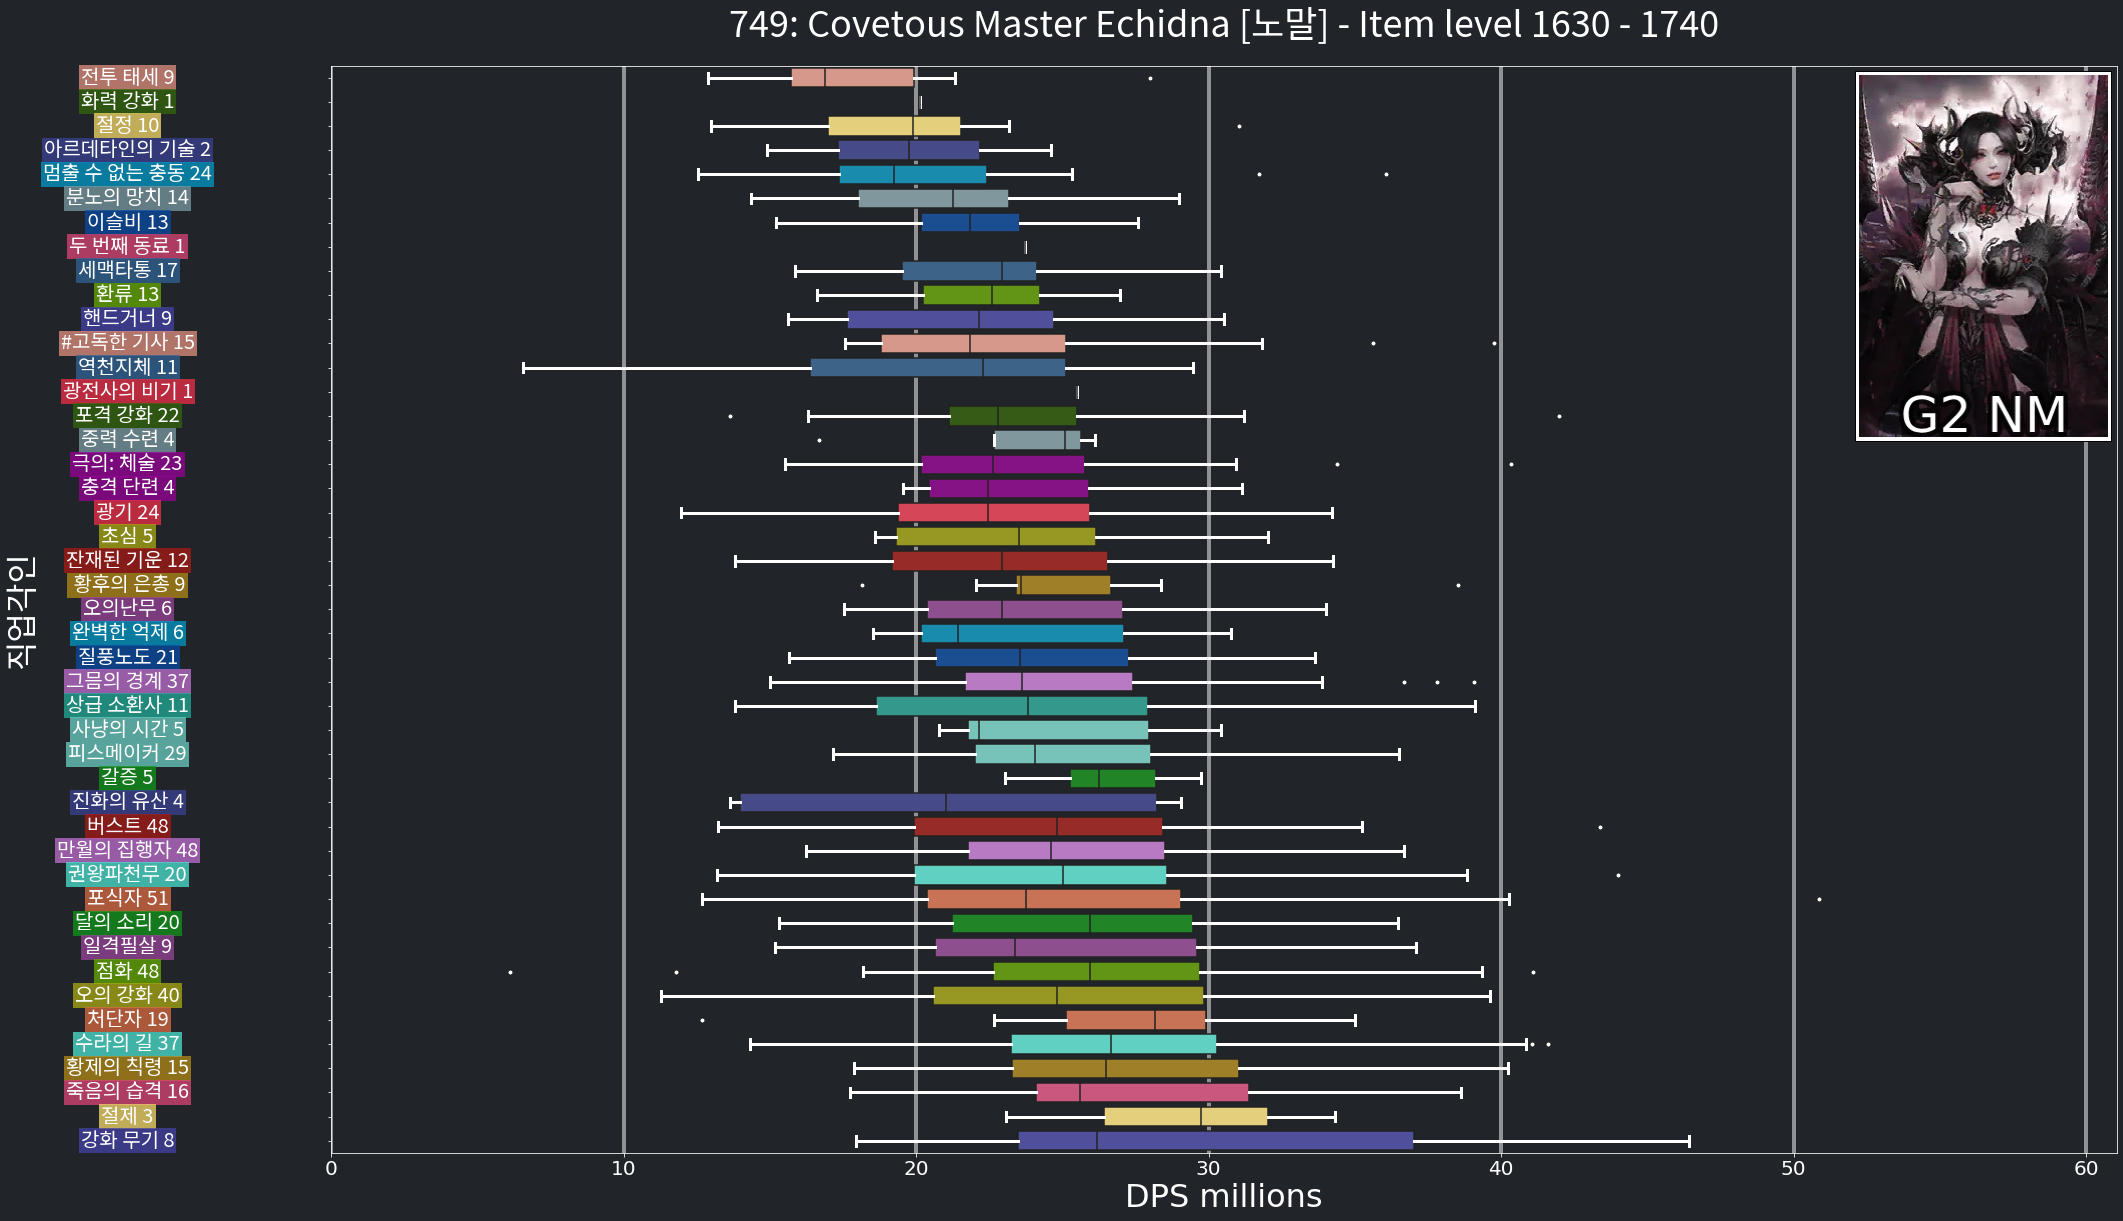 749: Covetous Master Echidna [노말] - Item level 1630 - 1740
전투 태세 9
화력 강화 1
절정 10
아르데타인의 기술 2
멈출 수 없는 충동 24
분노의 망치 14
이슬비 13
두 번째 동료 1
세맥타통 17
환류 13
핸드거너 9
#고독한 기사 15
역천지체 11
광전사의 비기 1
포격 강화 22
중력 수련 4
극의: 체술 23
충격 단련 4
광기 24
초심 5
잔재된 기운 12
황후의 은총 9
오의난무 6
완벽한 억제 6
질풍노도 21
그믐의 경계 37
상급 소환사 11
사냥의 시간 5
피스메이커 29
갈증 5
진화의 유산 4
버스트 48
만월의 집행자 48
권왕파천무 20
포식자 51
달의 소리 20
일격필살 9
점화 48
오의 강화 40
처단자 19
수라의 길 37
황제의 칙령 15
죽음의 습격 16
절제 3
강화 무기 8
직업각인
G2 NM
0 10 20 30 40 50 60
DPS millions